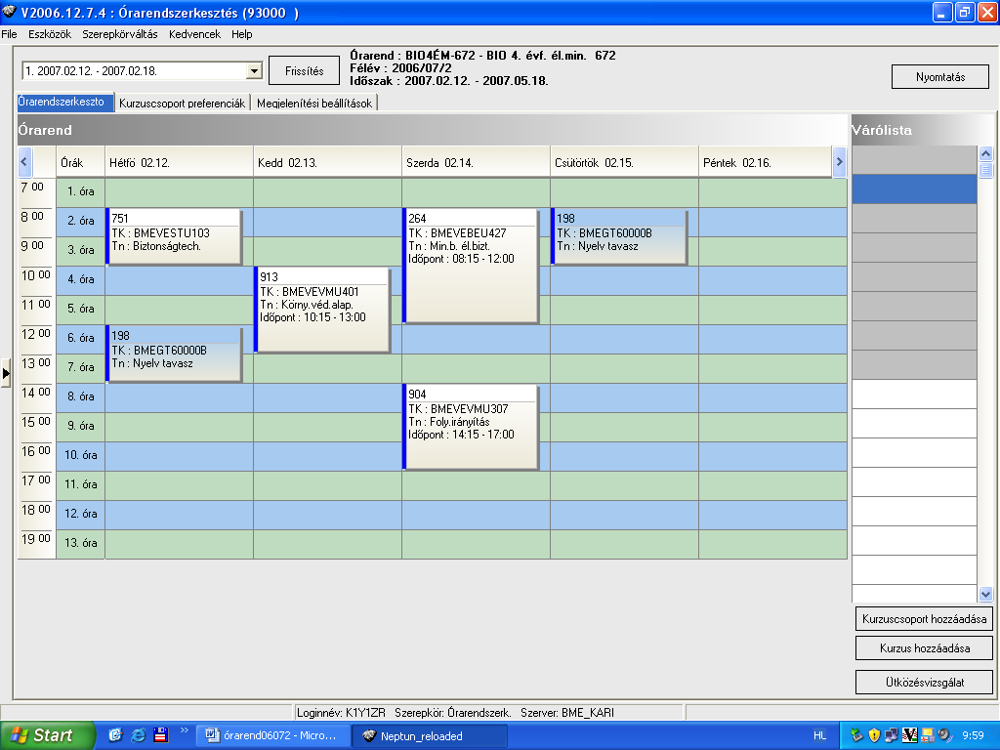 V2006.12.7.4 : Órarendszerkesztés (93000 )
File Eszközök Szerepkörváltás Kedvencek Help
1. 2007.02.12. - 2007.02.18.
Frissítés
Órarend : BIO4ÉM-672 - BIO 4. évf. él.min. 672
Félév : 2006/07/2
Időszak : 2007.02.12. - 2007.05.18.
Nyomtatás
Órarendszerkeszto Kurzuscsoport preferenciák Megjelenítési beállítások
Órarend
Várólista
Órák Hétfő 02.12. Kedd 02.13. Szerda 02.14. Csütörtök 02.15. Péntek 02.16.
7 00 1. óra
8 00 2. óra
9 00 3. óra
10 00 4. óra
11 00 5. óra
12 00 6. óra
13 00 7. óra
14 00 8. óra
15 00 9. óra
16 00 10. óra
17 00 11. óra
18 00 12. óra
19 00 13. óra
751
TK : BMEVESTU103
Tn : Biztonságtech.
198
TK : BMEGT60000B
Tn : Nyelv tavasz
913
TK : BMEVEVMU401
Tn : Körny.véd.alap.
Időpont : 10:15 - 13:00
264
TK : BMEVEBEU427
Tn : Min.b. él.bizt.
Időpont : 08:15 - 12:00
904
TK : BMEVEVMU307
Tn : Foly.irányítás
Időpont : 14:15 - 17:00
198
TK : BMEGT60000B
Tn : Nyelv tavasz
Kurzuscsoport hozzáadása
Kurzus hozzáadása
Ütközésvizsgálat
Loginnév: K1Y1ZR Szerepkör: Órarendszerk. Szerver: BME_KARI
Start
órarend06072 - Micro...
Neptun_reloaded
HL
9:59